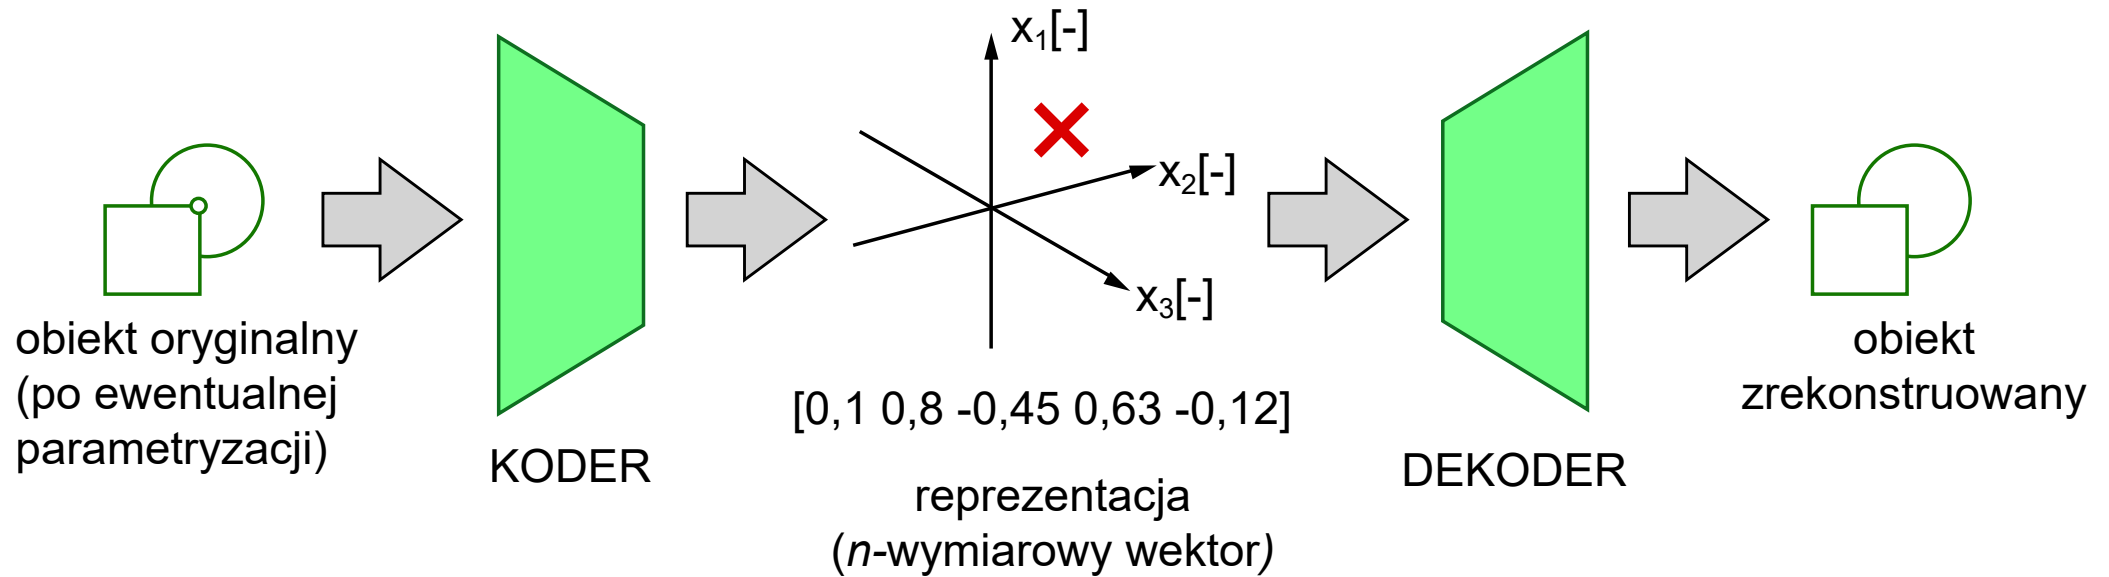 x₁[-]
x₂[-]
x₃[-]
obiekt oryginalny
(po ewentualnej
parametryzacji)
KODER
[0,1 0,8 -0,45 0,63 -0,12]
reprezentacja
(n-wymiarowy wektor)
DEKODER
obiekt
zrekonstruowany